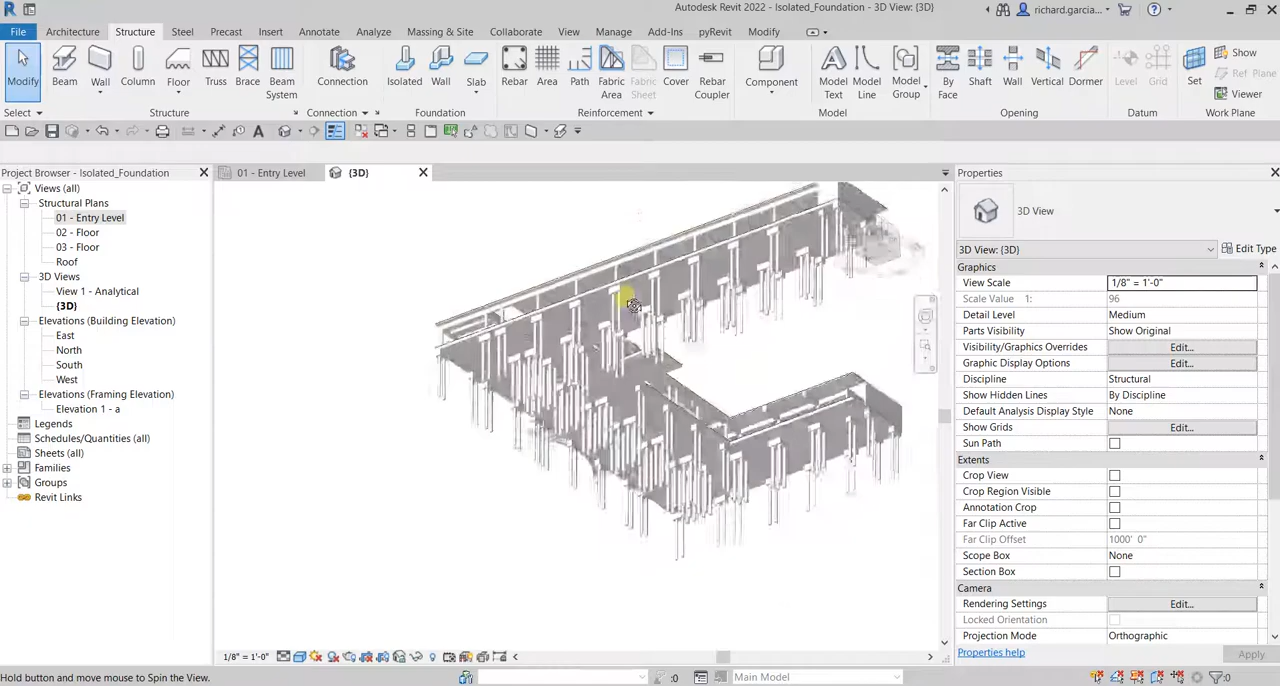 Autodesk Revit 2022 - Isolated_Foundation - 3D View: {3D}
richard.garcia...
File Architecture Structure Steel Precast Insert Annotate Analyze Massing & Site Collaborate View Manage Add-Ins pyRevit Modify
Modify Beam Wall Column Floor Truss Brace Beam System Connection Isolated Wall Slab Rebar Area Path Fabric Area Fabric Sheet Cover Rebar Coupler Component Model Text Model Line Model Group By Face Shaft Wall Vertical Dormer Level Grid Set Show
Ref Plane
Viewer
Select Structure Connection Foundation Reinforcement Model Opening Datum Work Plane
Project Browser - Isolated_Foundation
Views (all)
Structural Plans
01 - Entry Level
02 - Floor
03 - Floor
Roof
3D Views
View 1 - Analytical
{3D}
Elevations (Building Elevation)
East
North
South
West
Elevations (Framing Elevation)
Elevation 1 - a
Legends
Schedules/Quantities (all)
Sheets (all)
Families
Groups
Revit Links
01 - Entry Level
{3D}
Properties
3D View
3D View: {3D}
Edit Type
Graphics
View Scale 1/8" = 1'-0"
Scale Value 1: 96
Detail Level Medium
Parts Visibility Show Original
Visibility/Graphics Overrides Edit...
Graphic Display Options Edit...
Discipline Structural
Show Hidden Lines By Discipline
Default Analysis Display Style None
Show Grids Edit...
Sun Path
Extents
Crop View
Crop Region Visible
Annotation Crop
Far Clip Active
Far Clip Offset 1000' 0"
Scope Box None
Section Box
Camera
Rendering Settings Edit...
Locked Orientation
Projection Mode Orthographic
Properties help
Apply
1/8" = 1'-0"
Hold button and move mouse to Spin the View.
:0
Main Model
:0